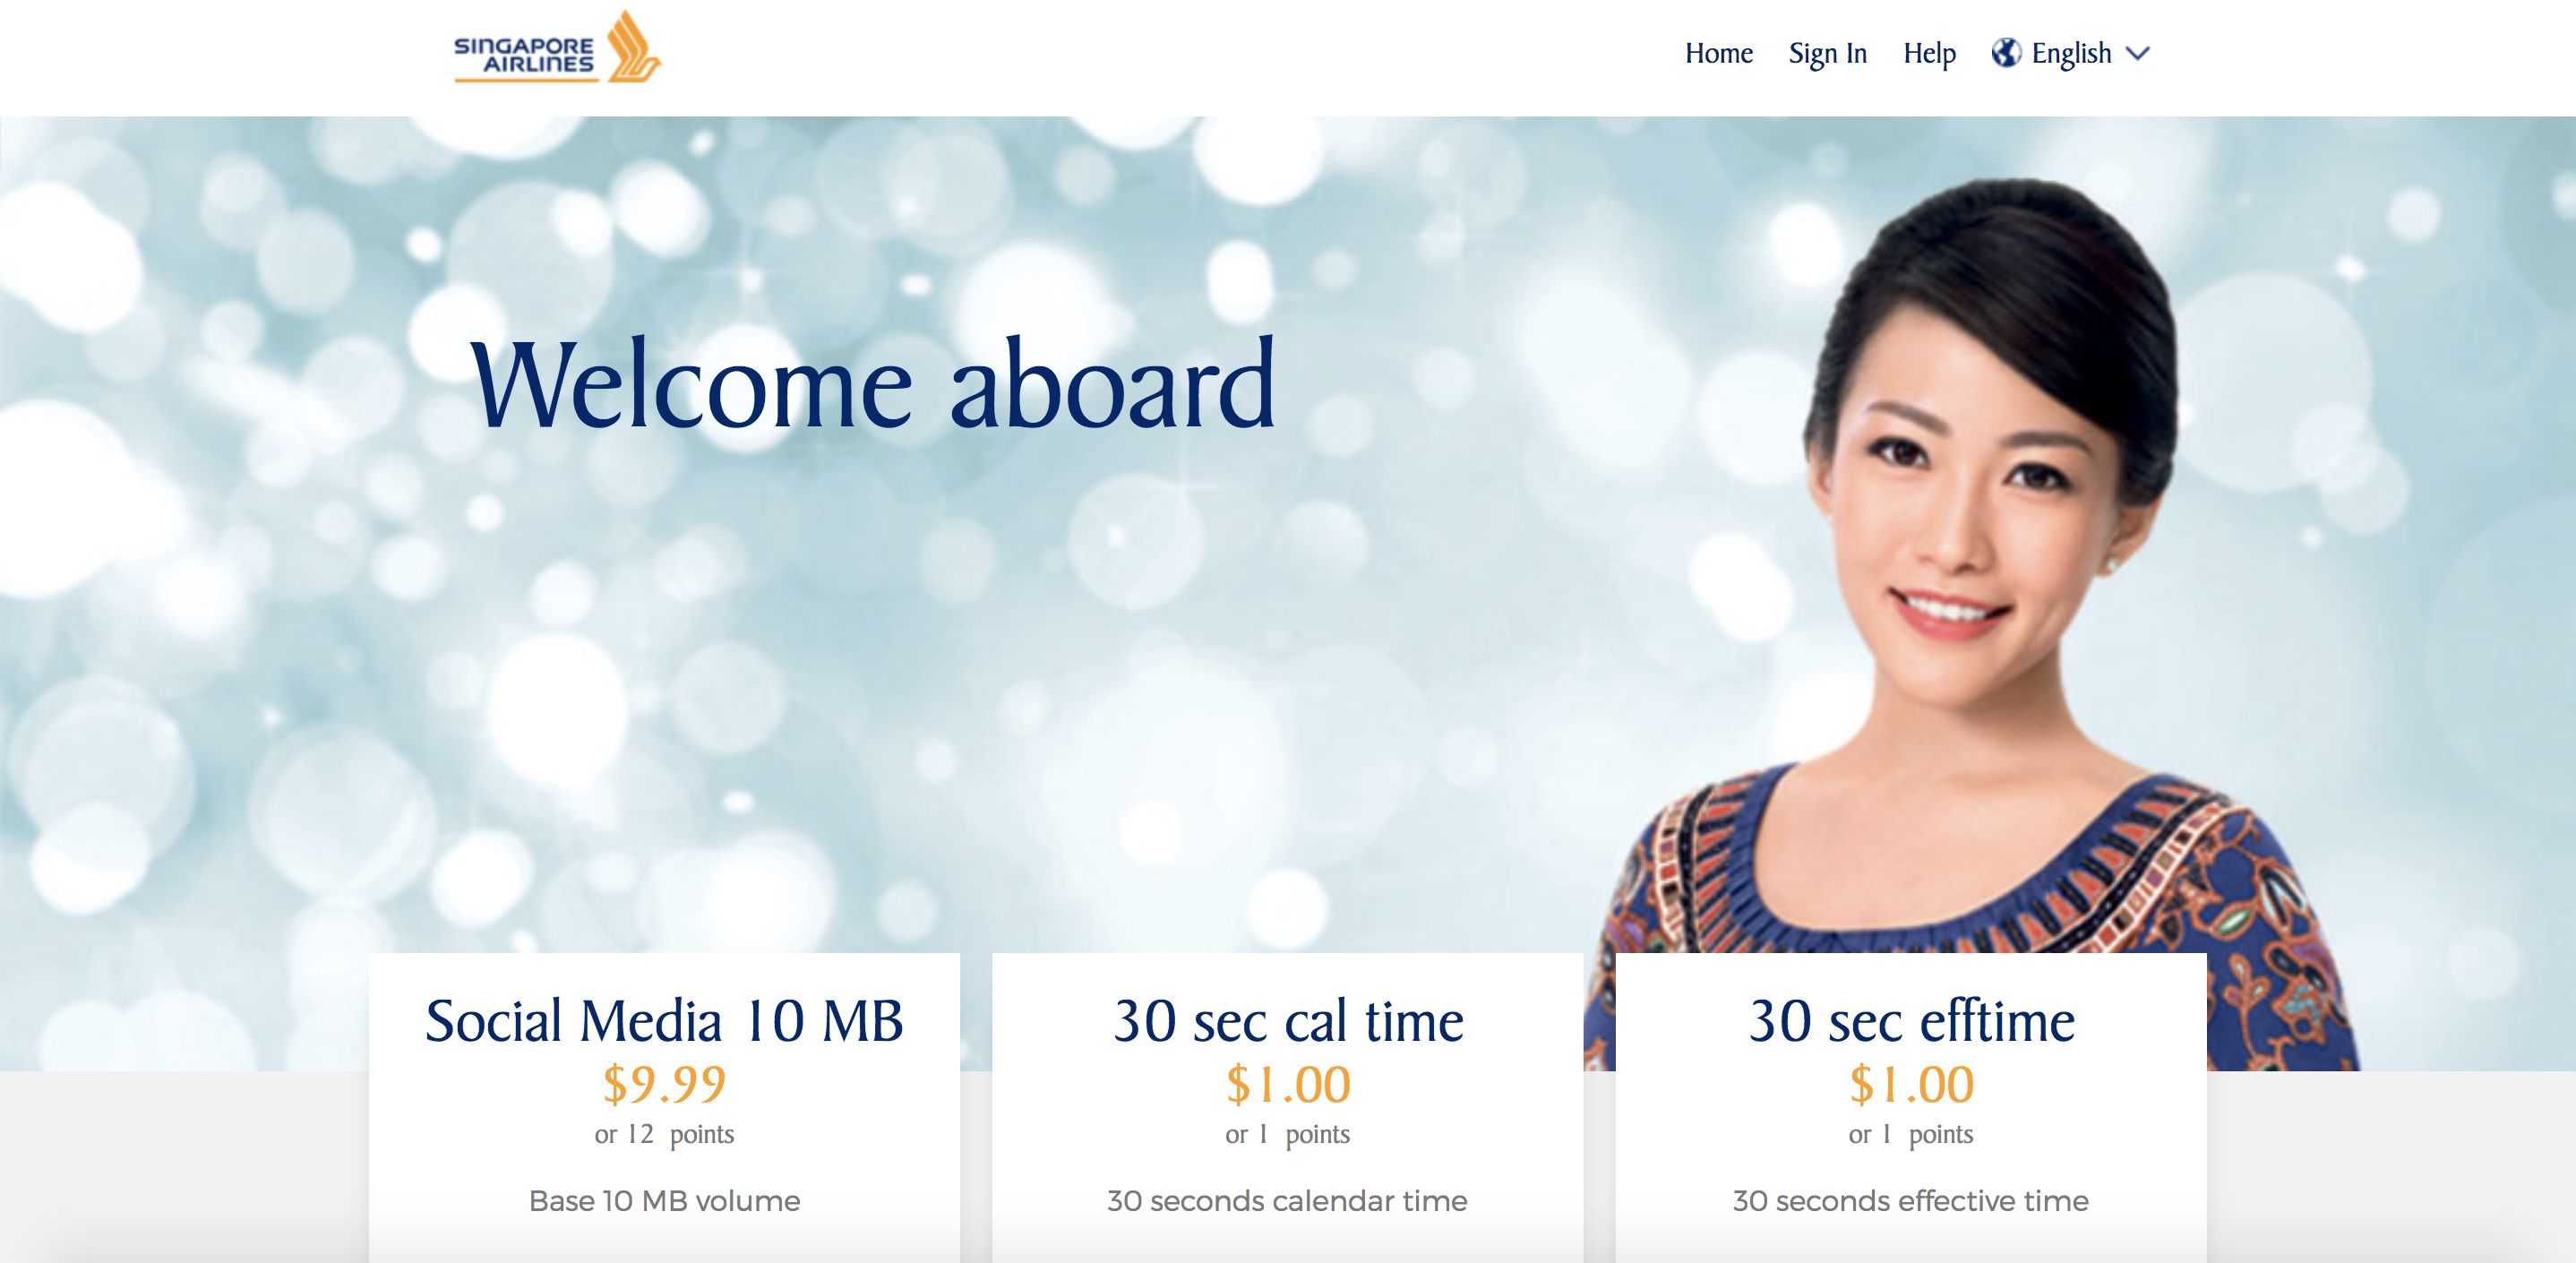 SINGAPORE
AIRLINES
Home Sign In Help English
Welcome aboard
Social Media 10 MB
$9.99
or 12 points
Base 10 MB volume
30 sec cal time
$1.00
or 1 points
30 seconds calendar time
30 sec efftime
$1.00
or 1 points
30 seconds effective time